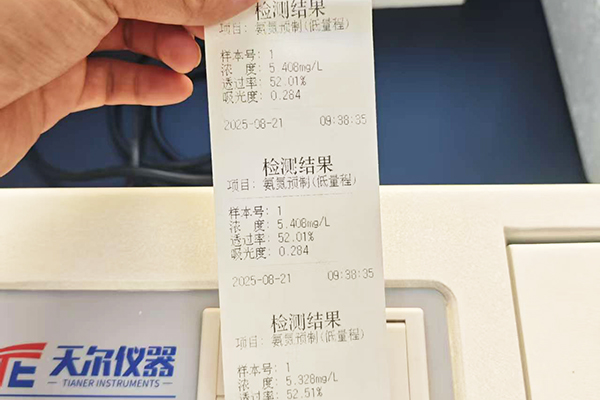 检测结果
项目: 氨氮预制(低量程)
样本号: 1
浓 度: 5.408mg/L
透过率: 52.01%
吸光度: 0.284
2025-08-21 09:38:35
检测结果
项目: 氨氮预制(低量程)
样本号: 1
浓 度: 5.408mg/L
透过率: 52.01%
吸光度: 0.284
2025-08-21 09:38:35
检测结果
项目: 氨氮预制(低量程)
样本号: 1
浓 度: 5.328mg/L
透过率: 52.51%
天尔仪器
TIANER INSTRUMENTS